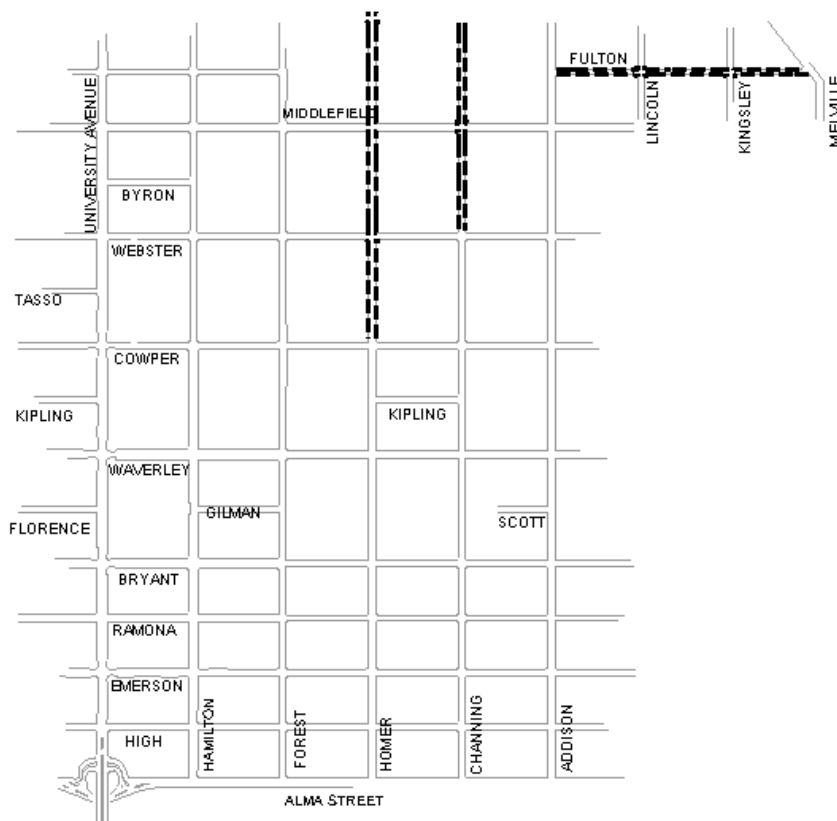 FULTON
UNIVERSITY AVENUE
MIDDLEFIELD
LINCOLN
KINGSLEY
MELVILLE
BYRON
WEBSTER
TASSO
COWPER
KIPLING
KIPLING
WAVERLEY
GILMAN
SCOTT
FLORENCE
BRYANT
RAMONA
EMERSON
HIGH
HAMILTON
FOREST
HOMER
CHANNING
ADDISON
ALMA STREET